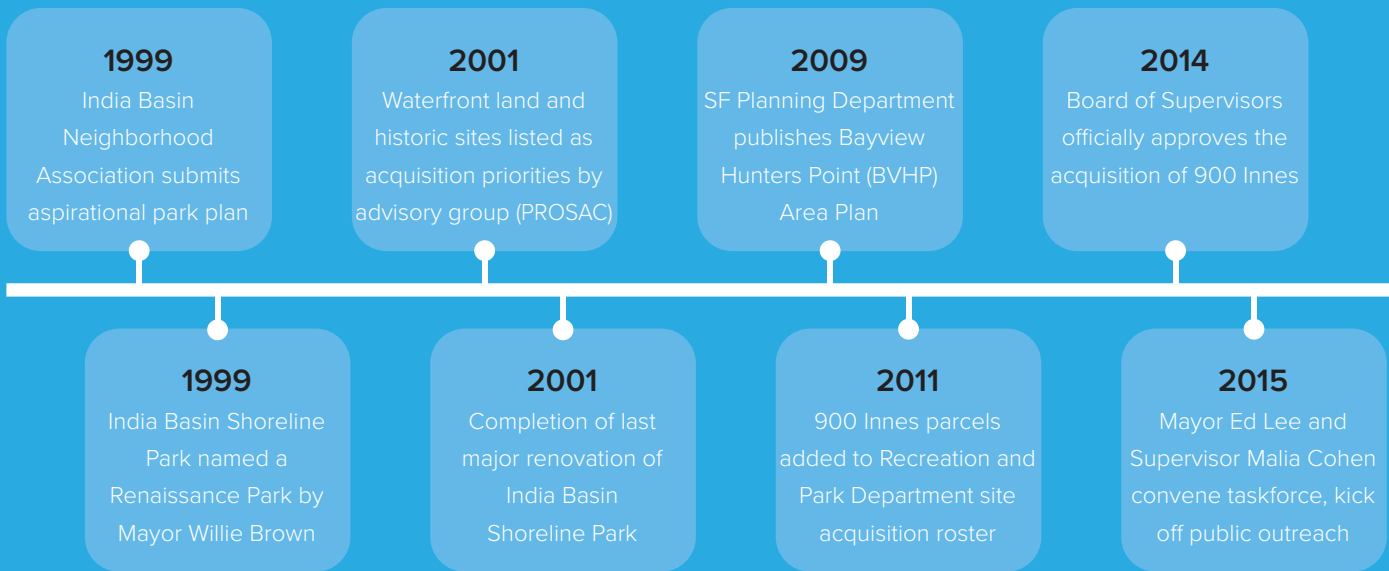 1999
India Basin
Neighborhood
Association submits
aspirational park plan
1999
India Basin Shoreline
Park named a
Renaissance Park by
Mayor Willie Brown
2001
Waterfront land and
historic sites listed as
acquisition priorities by
advisory group (PROSAC)
2001
Completion of last
major renovation of
India Basin
Shoreline Park
2009
SF Planning Department
publishes Bayview
Hunters Point (BVHP)
Area Plan
2011
900 Innes parcels
added to Recreation and
Park Department site
acquisition roster
2014
Board of Supervisors
officially approves the
acquisition of 900 Innes
2015
Mayor Ed Lee and
Supervisor Malia Cohen
convene taskforce, kick
off public outreach